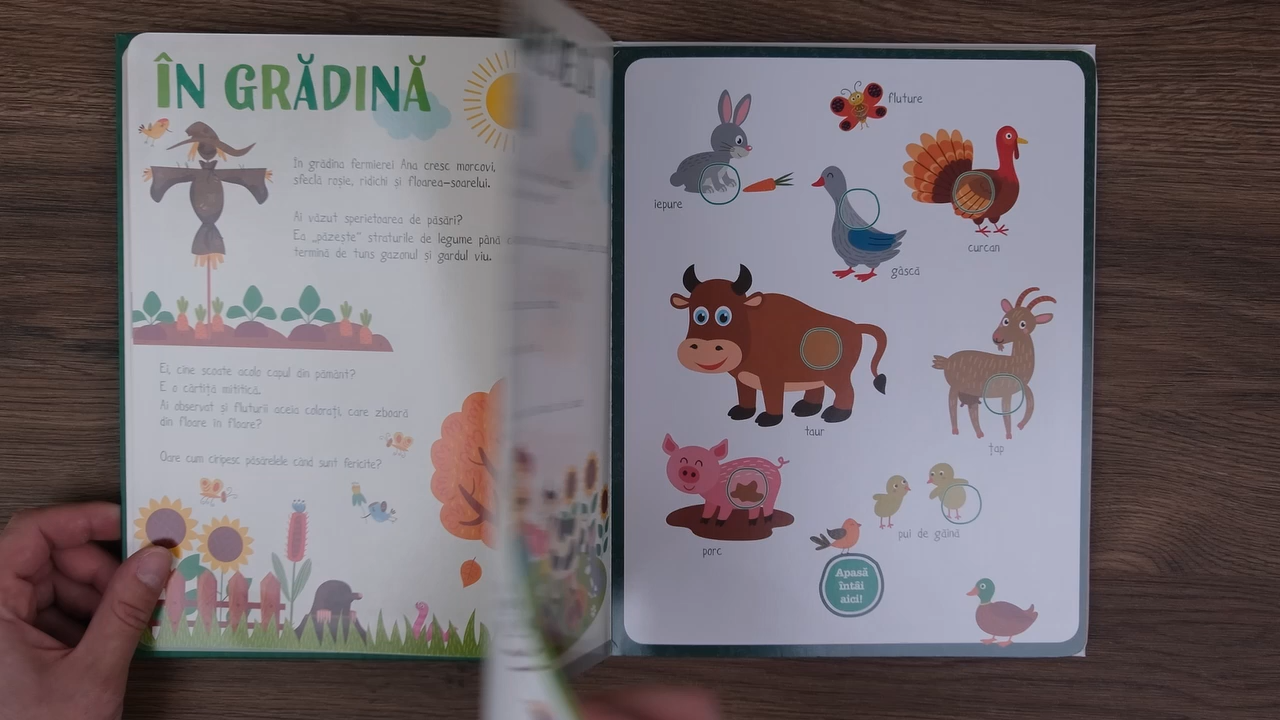 ÎN GRĂDINĂ
În grădina fermierei Ana cresc morcovi,
sfeclă roșie, ridichi și floarea-soarelui.
Ai văzut sperietoarea de păsări?
Ea „păzește” straturile de legume până
termină de tuns gazonul și gardul viu.
Ei, cine scoate acolo capul din pământ?
E o cârtiță mititică.
Ai observat și fluturii aceia colorați, care zboară
din floare în floare?
Oare cum ciripesc păsărelele când sunt fericite?
fluture
iepure
curcan
gâscă
taur
țap
pui de găină
porc
Apasă
întâi
aici!